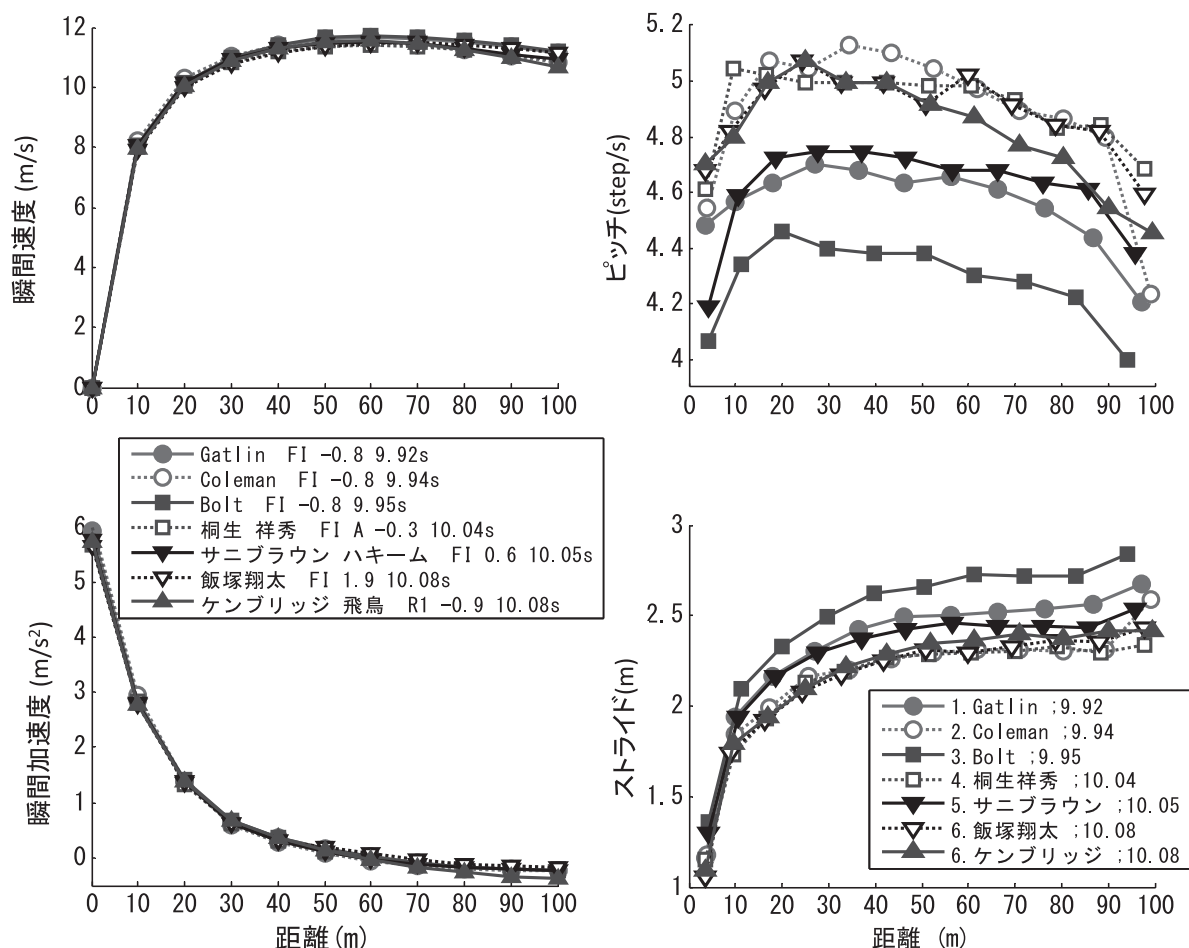 瞬間速度 (m/s)
12
10
8
6
4
2
0
0 10 20 30 40 50 60 70 80 90 100
ピッチ(step/s)
5.2
5
4.8
4.6
4.4
4.2
4
0 10 20 30 40 50 60 70 80 90 100
瞬間加速度 (m/s²)
6
5
4
3
2
1
0
0 10 20 30 40 50 60 70 80 90 100
距離(m)
Gatlin FI -0.8 9.92s
Coleman FI -0.8 9.94s
Bolt FI -0.8 9.95s
桐生 祥秀 FI A -0.3 10.04s
サニブラウン ハキーム FI 0.6 10.05s
飯塚翔太 FI 1.9 10.08s
ケンブリッジ 飛鳥 R1 -0.9 10.08s
ストライド(m)
3
2.5
2
1.5
1
0 10 20 30 40 50 60 70 80 90 100
距離 (m)
1.Gatlin ;9.92
2.Coleman ;9.94
3.Bolt ;9.95
4.桐生祥秀 ;10.04
5.サニブラウン ;10.05
6.飯塚翔太 ;10.08
6.ケンブリッジ ;10.08